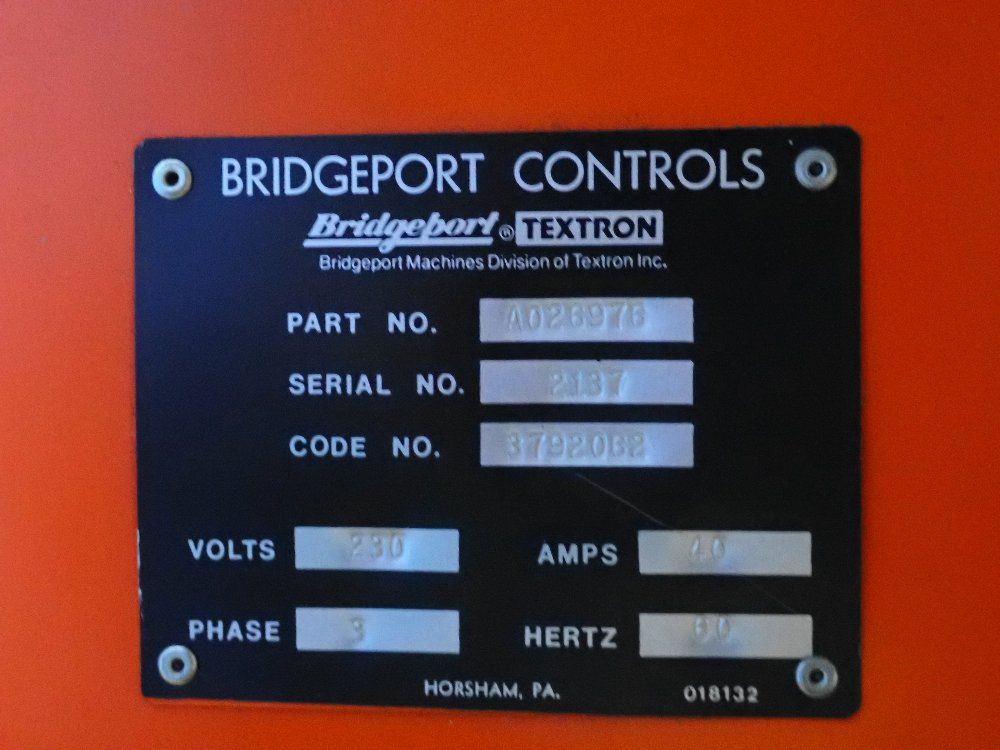 BRIDGEPORT CONTROLS
Bridgeport® TEXTRON
Bridgeport Machines Division of Textron Inc.
PART NO. A026976
SERIAL NO. 2137
CODE NO.
VOLTS 230 AMPS 40
PHASE 3 HERTZ 60
HORSHAM, PA. 018132